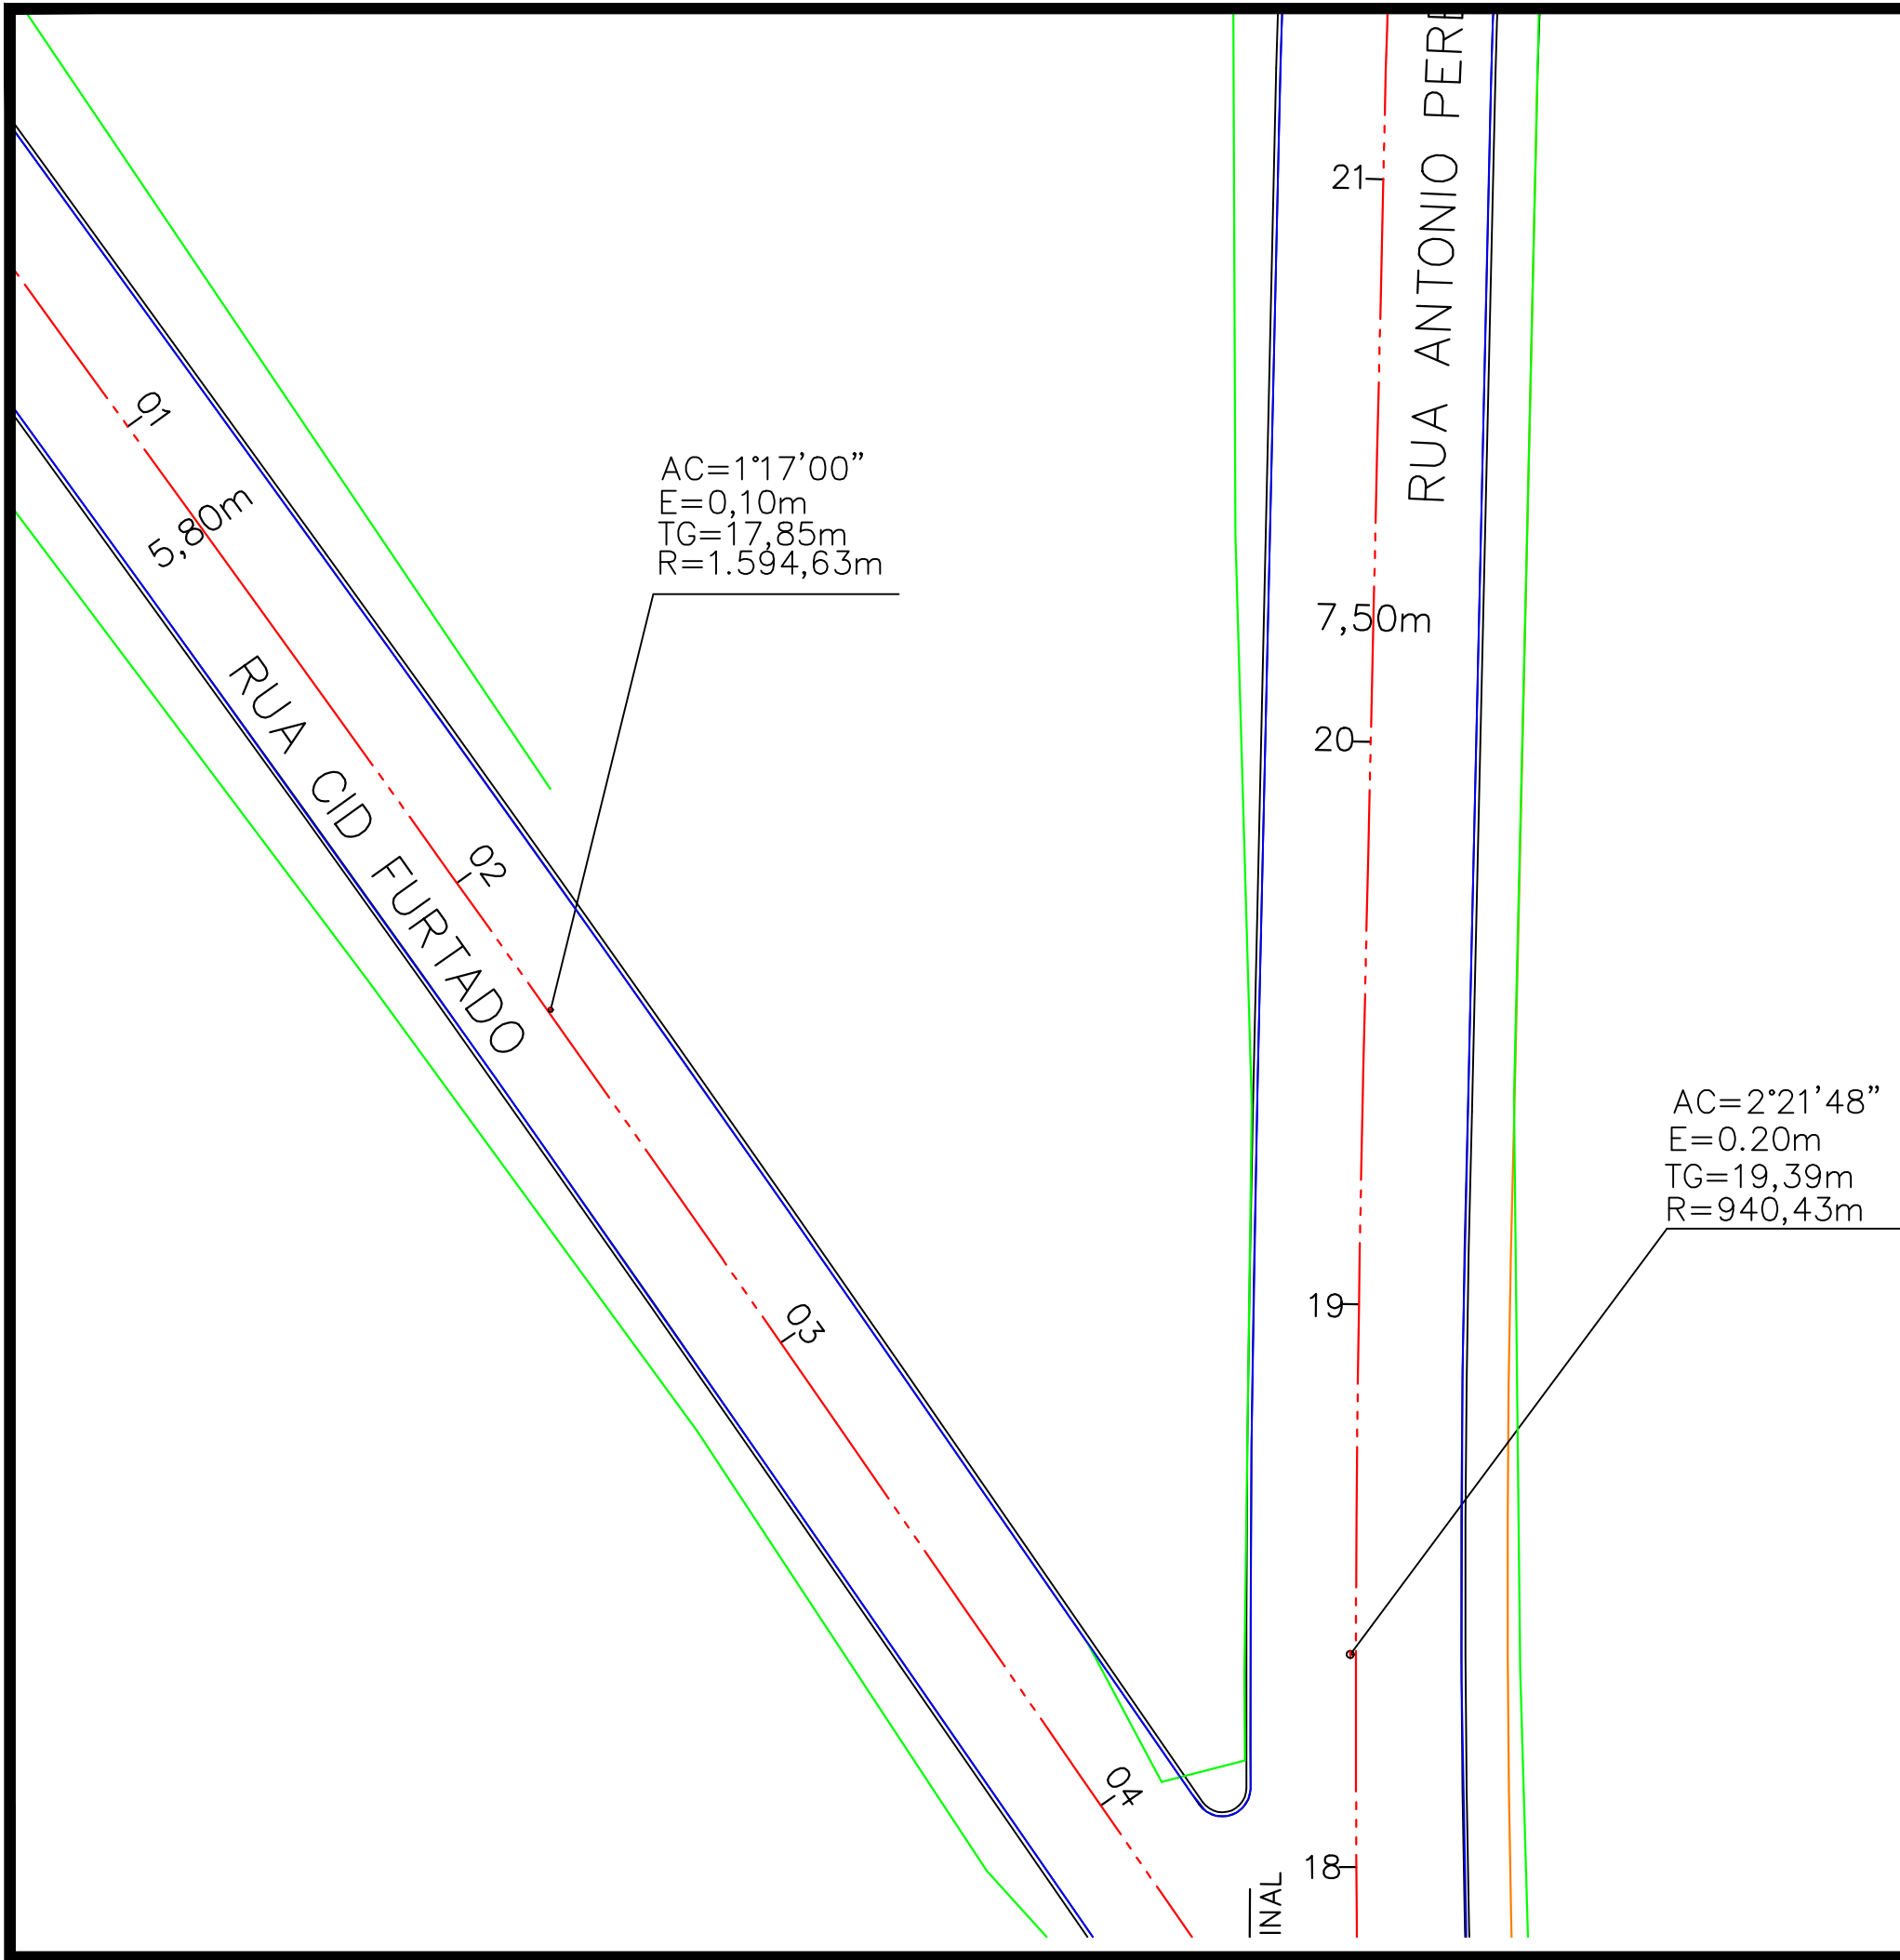 RUA ANTONIO PERE
21
01
AC=1°17'00"
E=0,10m
TG=17,85m
R=1.594,63m
5,80m
7,50m
RUA CID FURTADO
20
02
AC=2°21'48"
E=0.20m
TG=19,39m
R=940,43m
19
03
04
18
INAL